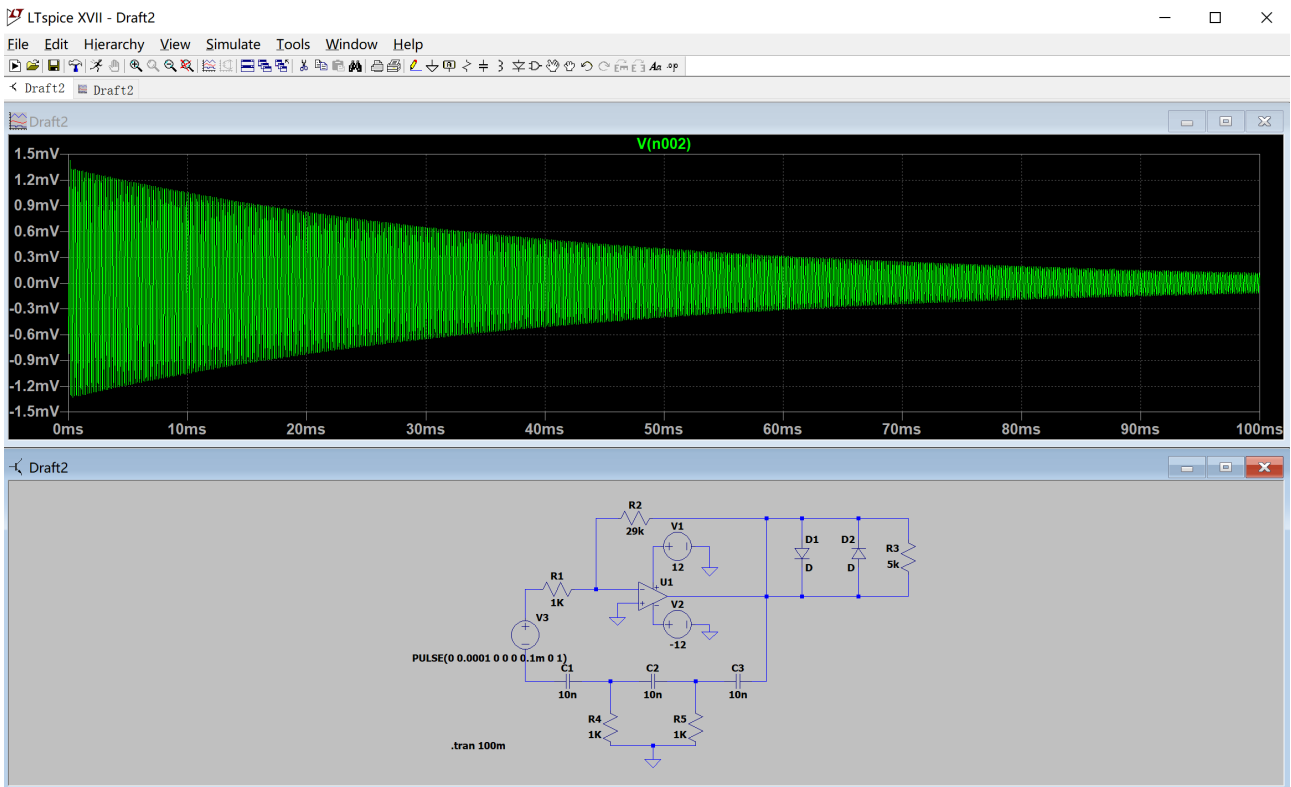 LTspice XVII - Draft2
File Edit Hierarchy View Simulate Tools Window Help
Draft2 Draft2
Draft2
V(n002)
1.5mV
1.2mV
0.9mV
0.6mV
0.3mV
0.0mV
-0.3mV
-0.6mV
-0.9mV
-1.2mV
-1.5mV
0ms 10ms 20ms 30ms 40ms 50ms 60ms 70ms 80ms 90ms 100ms
Draft2
R2
29k
V1
12
D1
D
D2
D
R3
5k
R1
1K
U1
V2
-12
V3
PULSE(0 0.0001 0 0 0 0.1m 0 1)
C1
10n
C2
10n
C3
10n
R4
1K
R5
1K
.tran 100m